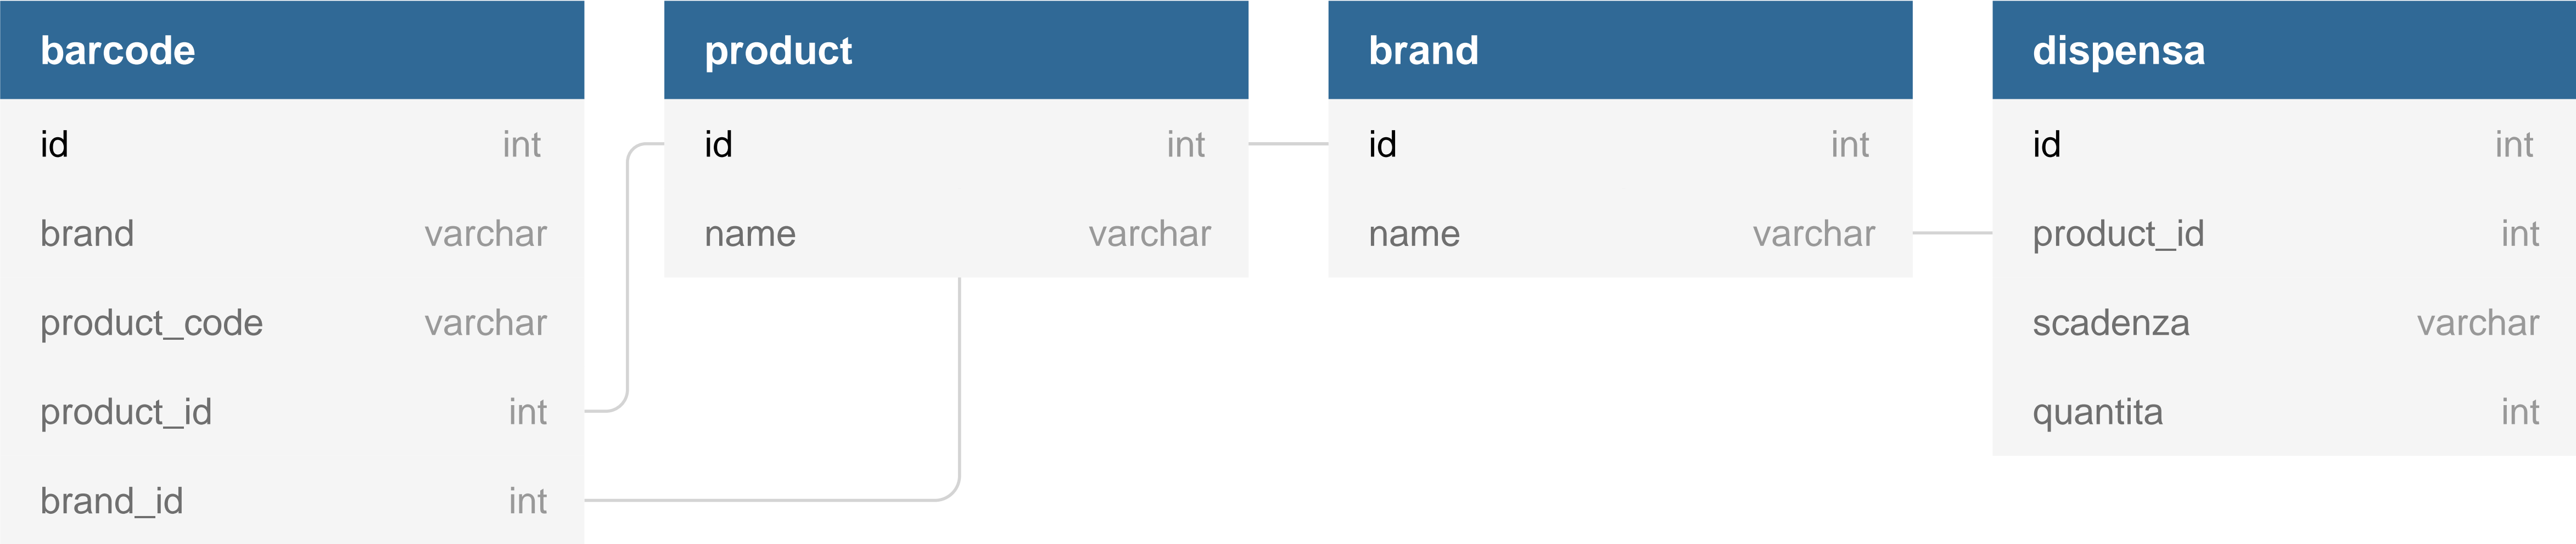 barcode
id int
brand varchar
product_code varchar
product_id int
brand_id int
product
id int
name varchar
brand
id int
name varchar
dispensa
id int
product_id int
scadenza varchar
quantita int